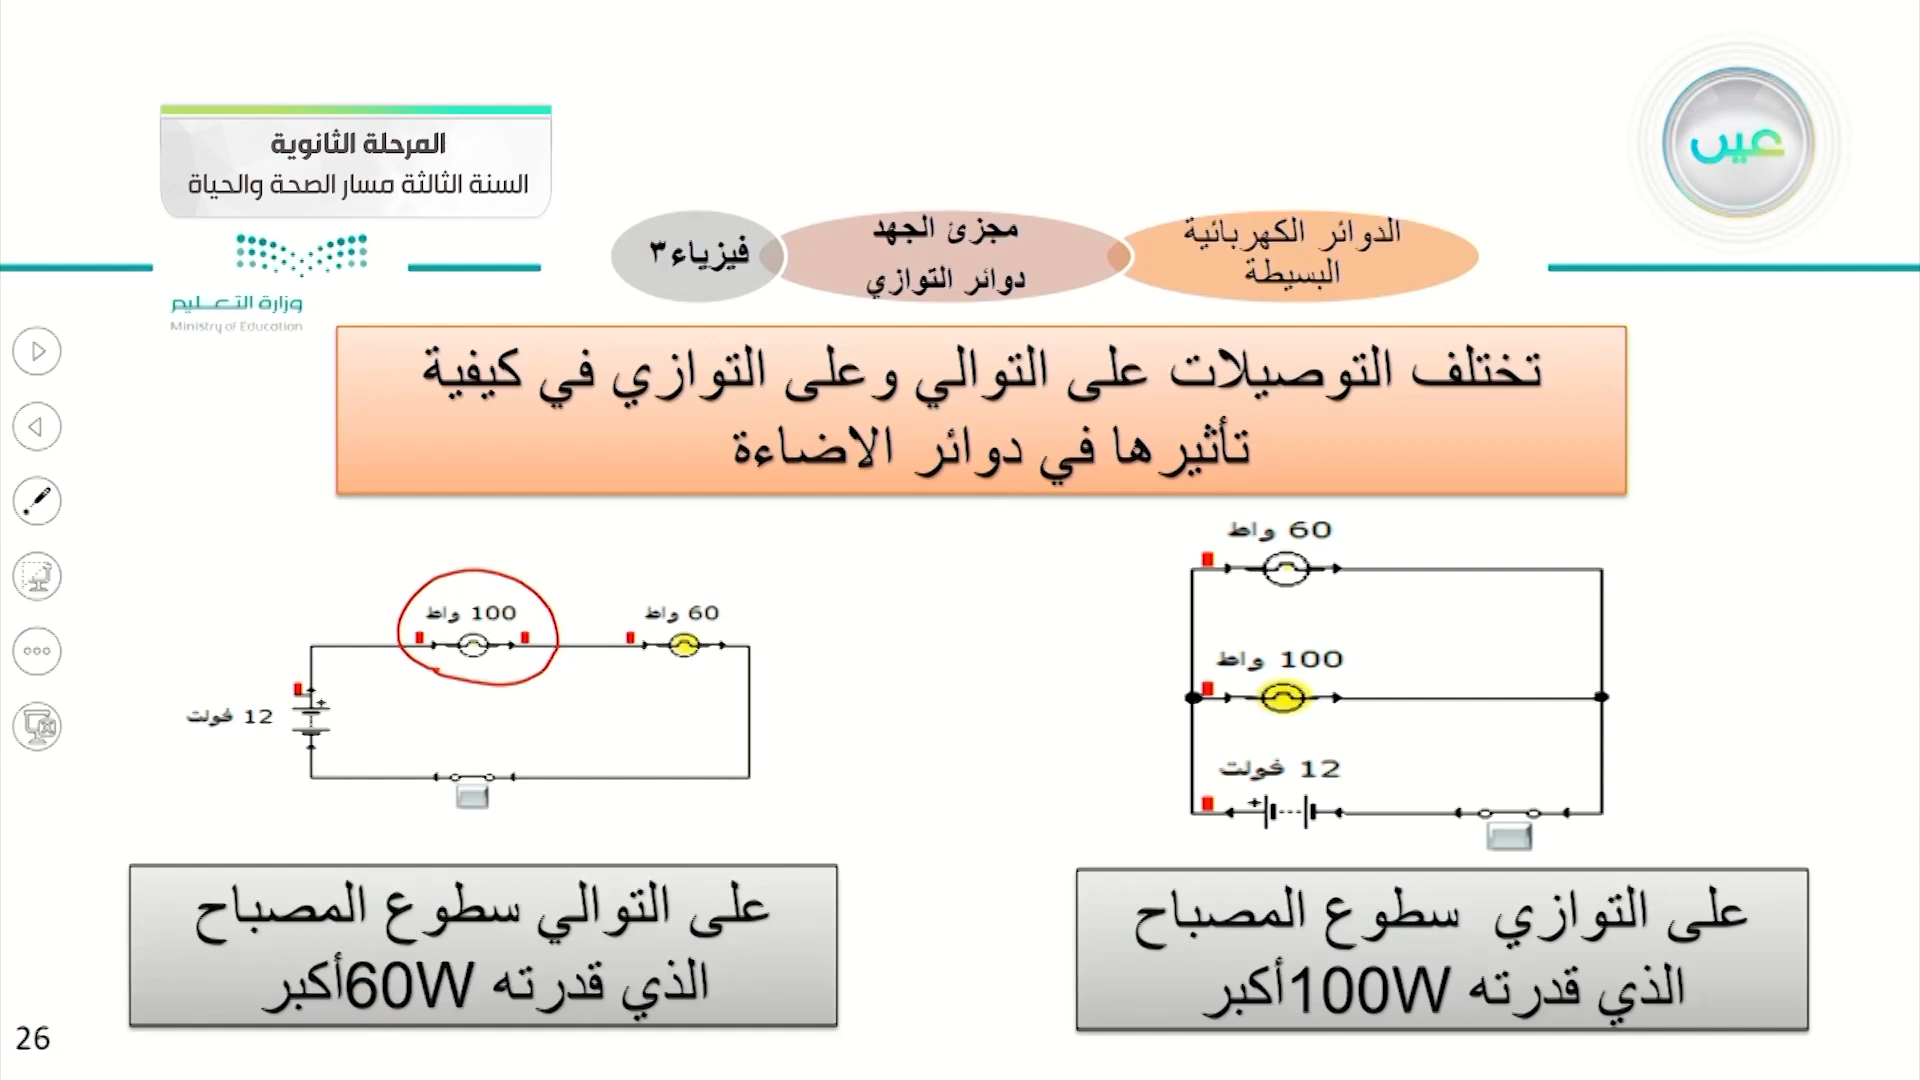 المرحلة الثانوية
السنة الثالثة مسار الصحة والحياة
عين
وزارة التعليم
Ministry of Education
الدوائر الكهربائية
البسيطة
مجزئ الجهد
دوائر التوازي
فيزياء٣
تختلف التوصيلات على التوالي وعلى التوازي في كيفية
تأثيرها في دوائر الاضاءة
60 واط
100 واط
12 فولت
100 واط
60 واط
12 فولت
على التوازي سطوع المصباح
الذي قدرته 100Wأكبر
على التوالي سطوع المصباح
الذي قدرته 60Wأكبر
26